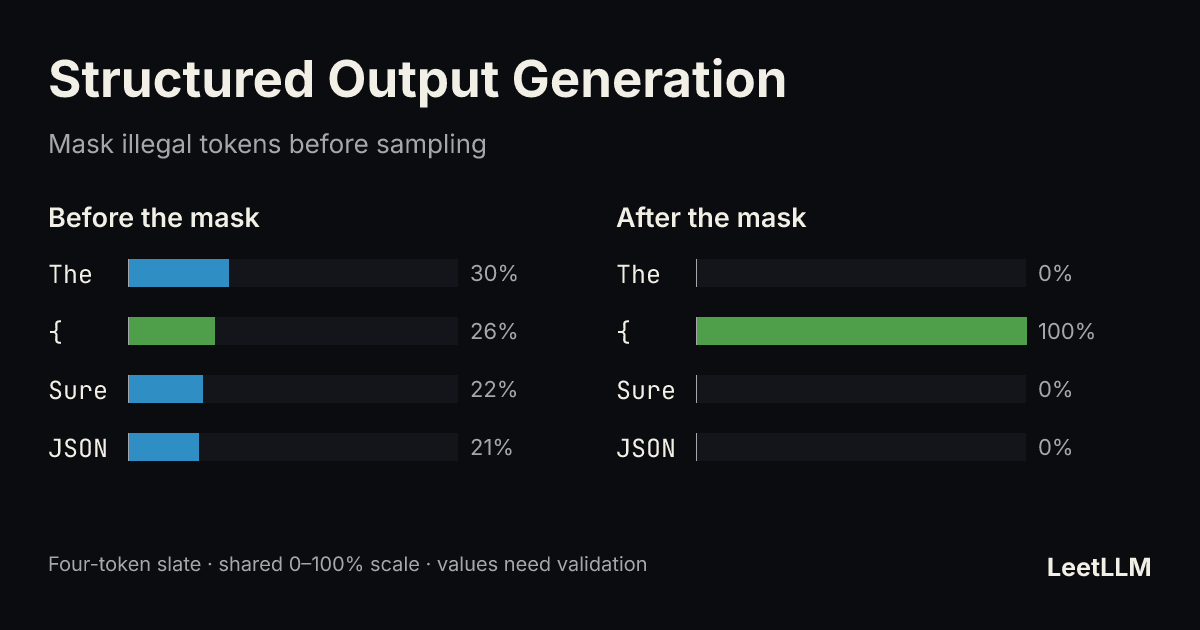 Structured Output Generation
Mask illegal tokens before sampling
Before the mask
The 30%
{ 26%
Sure 22%
JSON 21%
After the mask
The 0%
{ 100%
Sure 0%
JSON 0%
Four-token slate · shared 0–100% scale · values need validation
LeetLLM